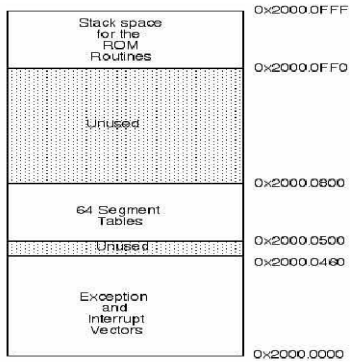 0x2000.0FFF
Stack space
for the
ROM
Routines
0x2000.0FF0
Unused
0x2000.0800
64 Segment
Tables
0x2000.0500
Unused
0x2000.0460
Exception
and
Interrupt
Vectors
0x2000.0000